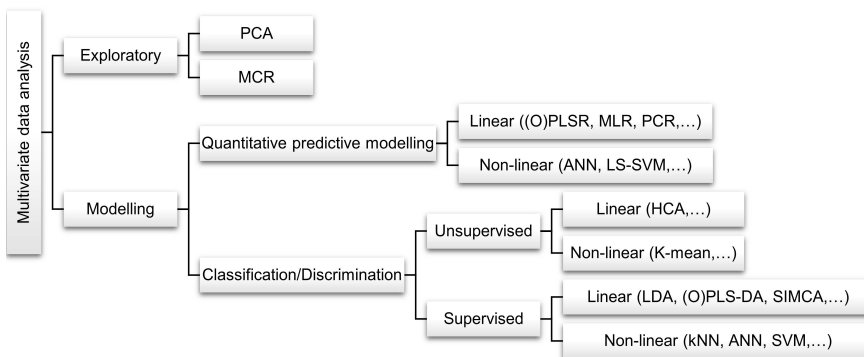 Multivariate data analysis
Exploratory
PCA
MCR
Modelling
Quantitative predictive modelling
Linear ((O)PLSR, MLR, PCR,…)
Non-linear (ANN, LS-SVM,…)
Classification/Discrimination
Unsupervised
Linear (HCA,…)
Non-linear (K-mean,…)
Supervised
Linear (LDA, (O)PLS-DA, SIMCA,…)
Non-linear (kNN, ANN, SVM,…)